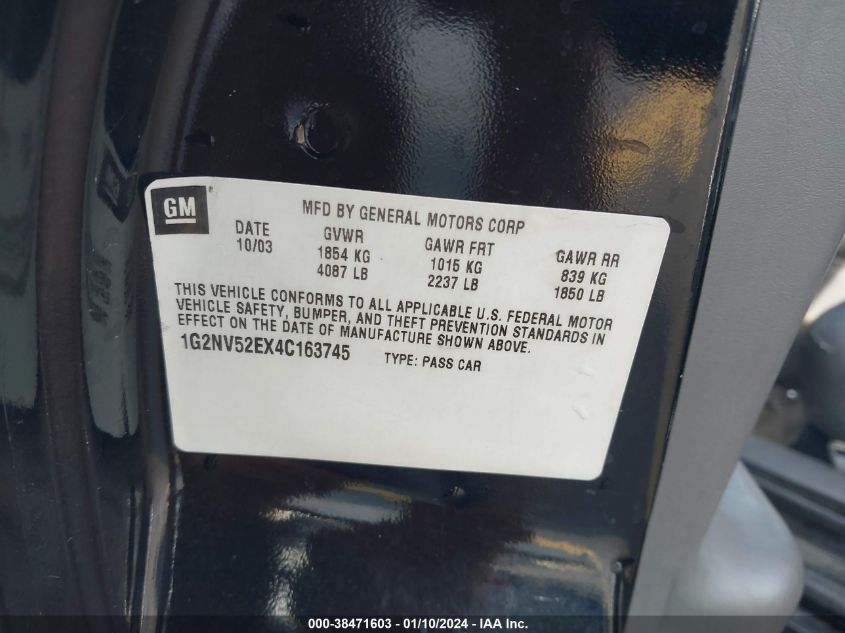 GM
MFD BY GENERAL MOTORS CORP
DATE GVWR GAWR FRT GAWR RR
10/03 1854 KG 1015 KG 839 KG
4087 LB 2237 LB 1850 LB
THIS VEHICLE CONFORMS TO ALL APPLICABLE U.S. FEDERAL MOTOR
VEHICLE SAFETY, BUMPER, AND THEFT PREVENTION STANDARDS IN
EFFECT ON THE DATE OF MANUFACTURE SHOWN ABOVE.
1G2NV52EX4C163745 TYPE: PASS CAR
000-38471603 - 01/10/2024 - IAA Inc.